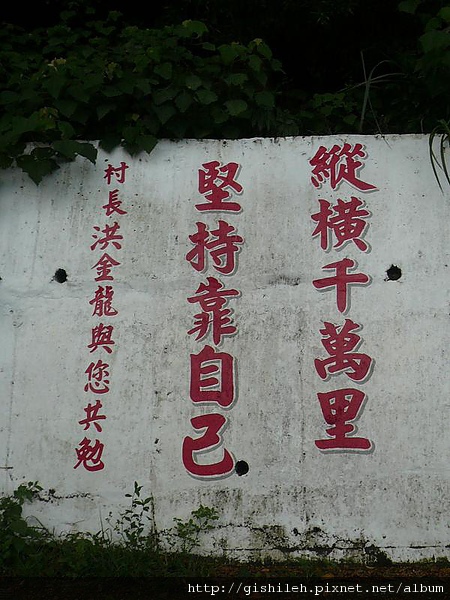 縱橫千萬里
堅持靠自己
村長洪金龍與您共勉
http://gishileh.pixnet.net/album